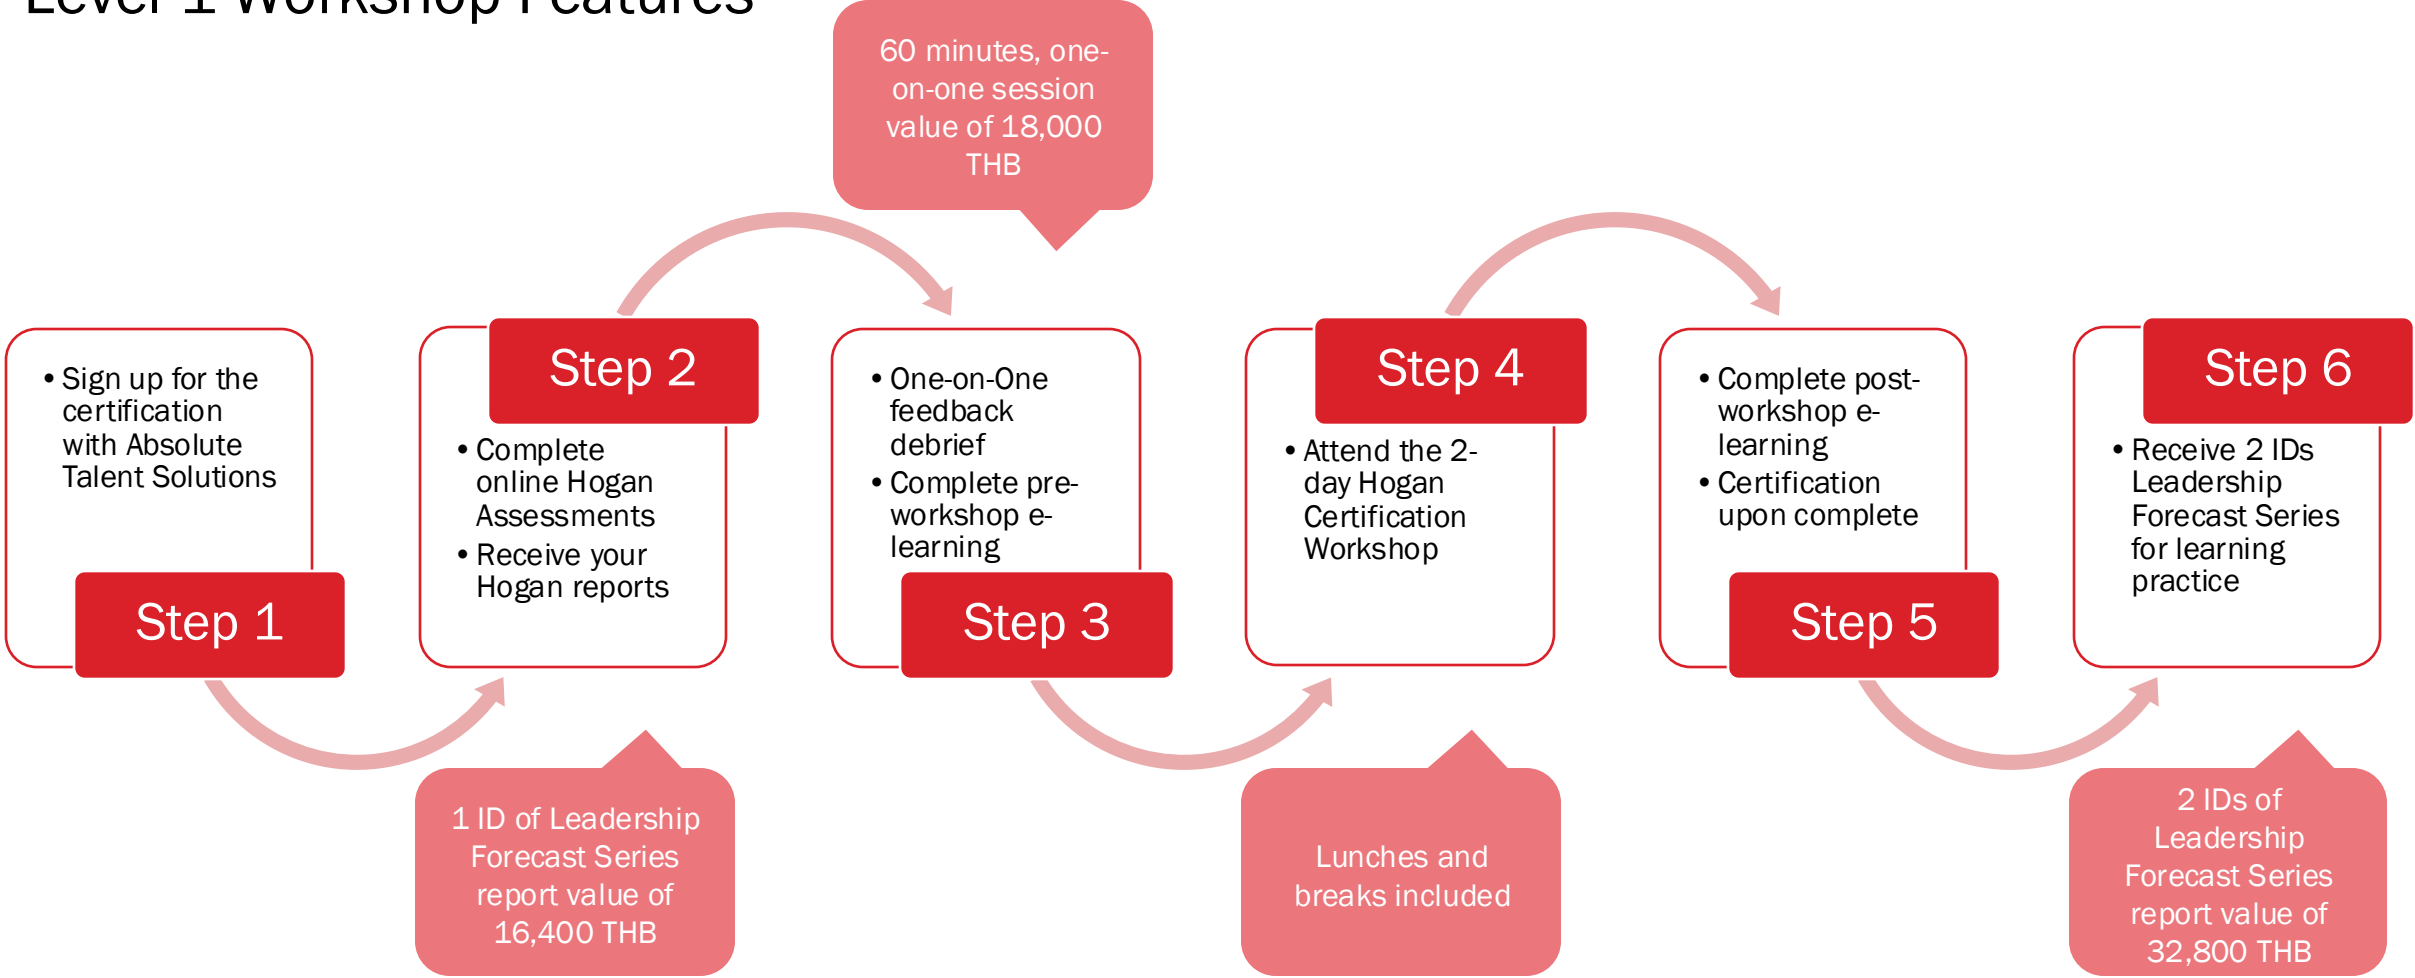 Level 1 Workshop Features
60 minutes, one-
on-one session
value of 18,000
THB
• Sign up for the
certification
with Absolute
Talent Solutions
Step 1
Step 2
• Complete
online Hogan
Assessments
• Receive your
Hogan reports
1 ID of Leadership
Forecast Series
report value of
16,400 THB
• One-on-One
feedback
debrief
• Complete pre-
workshop e-
learning
Step 3
Step 4
• Attend the 2-
day Hogan
Certification
Workshop
Lunches and
breaks included
• Complete post-
workshop e-
learning
• Certification
upon complete
Step 5
Step 6
• Receive 2 IDs
Leadership
Forecast Series
for learning
practice
2 IDs of
Leadership
Forecast Series
report value of
32,800 THB